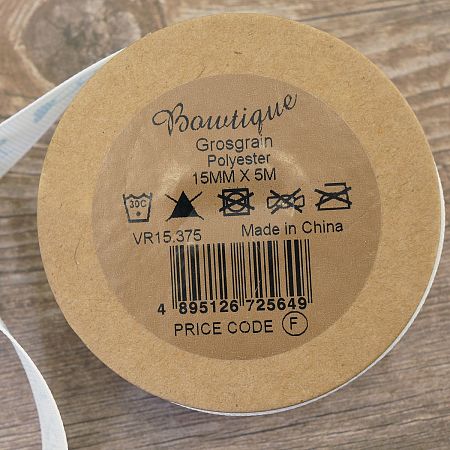 Bowtique
Grosgrain
Polyester
15MM X 5M
30C
VR15.375 Made in China
4 895126 725649
PRICE CODE F